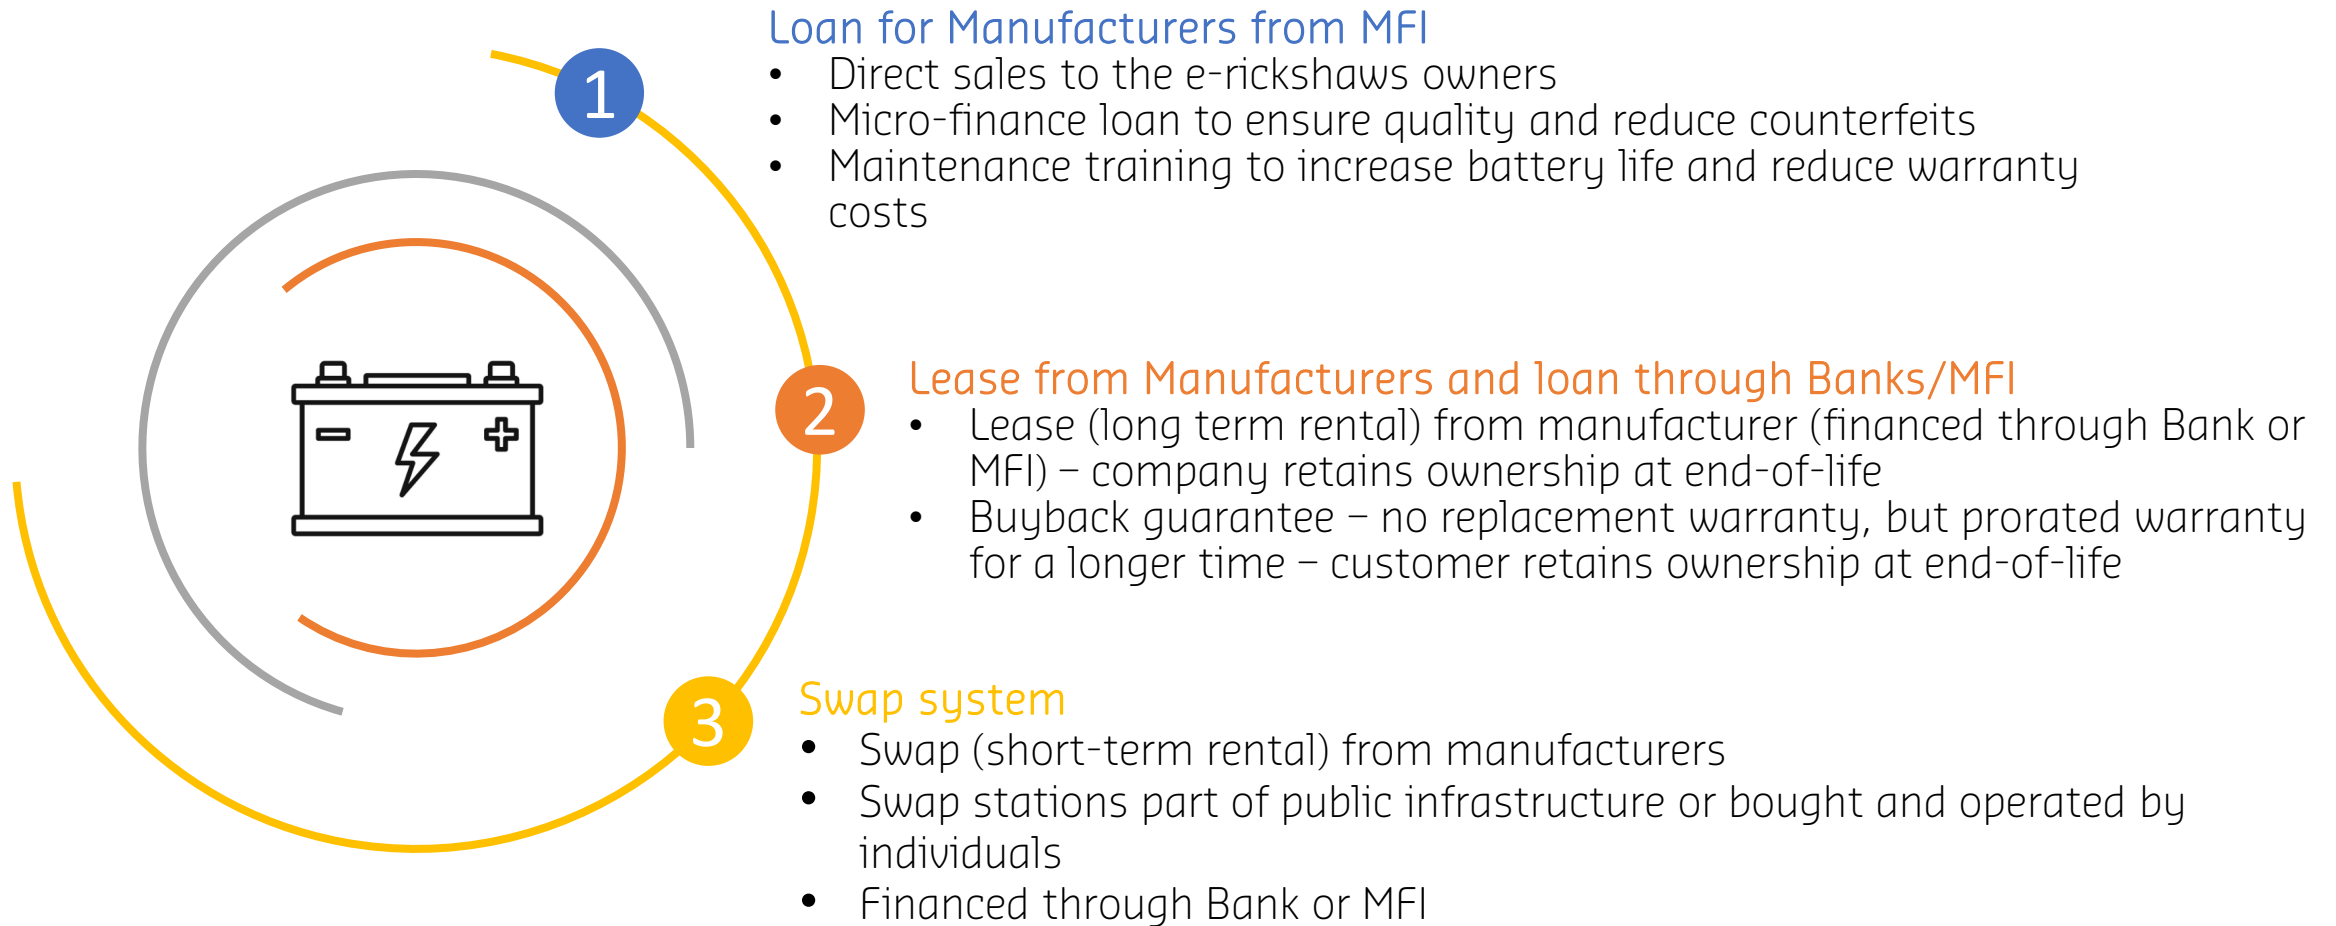 1
Loan for Manufacturers from MFI
• Direct sales to the e-rickshaws owners
• Micro-finance loan to ensure quality and reduce counterfeits
• Maintenance training to increase battery life and reduce warranty
costs
2
Lease from Manufacturers and loan through Banks/MFI
• Lease (long term rental) from manufacturer (financed through Bank or
MFI) – company retains ownership at end-of-life
• Buyback guarantee – no replacement warranty, but prorated warranty
for a longer time – customer retains ownership at end-of-life
3
Swap system
• Swap (short-term rental) from manufacturers
• Swap stations part of public infrastructure or bought and operated by
individuals
• Financed through Bank or MFI